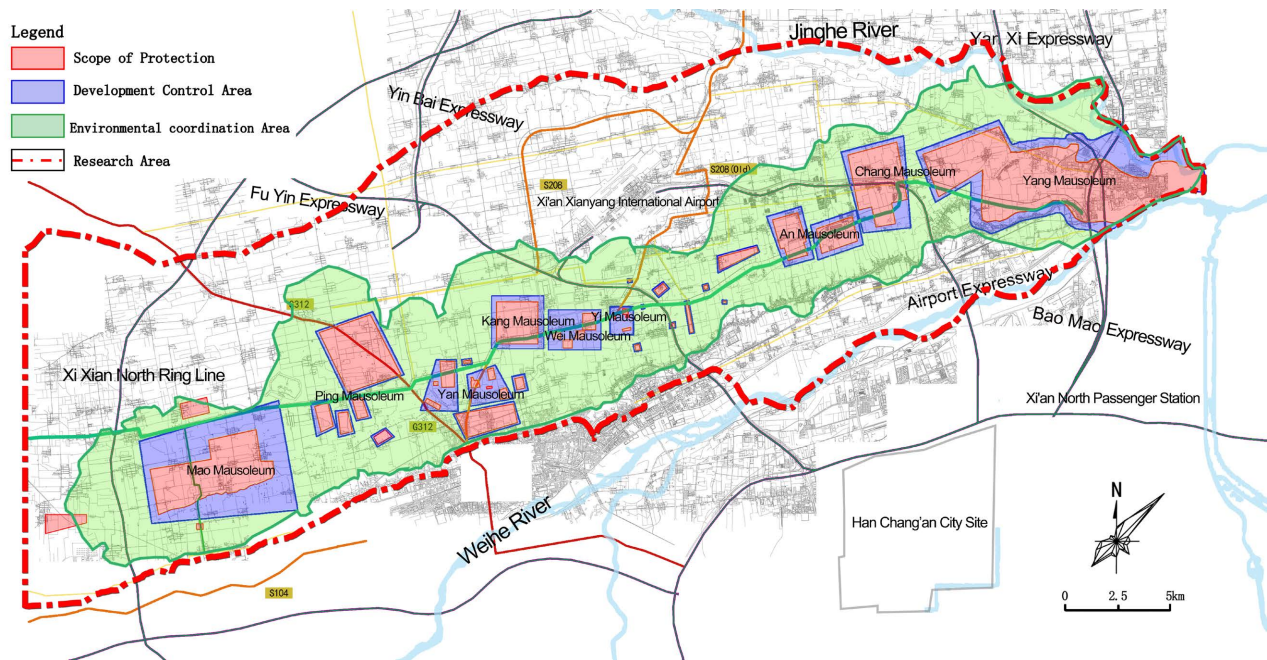 Legend
Scope of Protection
Development Control Area
Environmental coordination Area
Research Area
Jinghe River
Yan Xi Expressway
Yin Bai Expressway
Fu Yin Expressway
S208
S208(01d)
Xi'an Xianyang International Airport
Chang Mausoleum
Yang Mausoleum
An Mausoleum
G312
Kang Mausoleum
Yi Mausoleum
Wei Mausoleum
Airport Expressway
Bao Mao Expressway
Xi Xian North Ring Line
Ping Mausoleum
Yan Mausoleum
Xi'an North Passenger Station
G312
Mao Mausoleum
Weihe River
Han Chang'an City Site
N
S104
0 2.5 5km